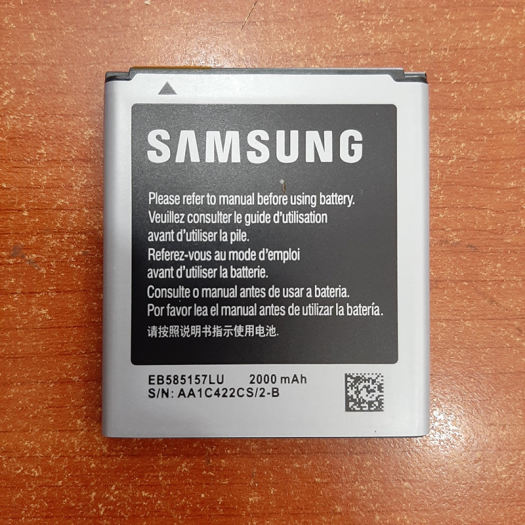 SAMSUNG
Please refer to manual before using battery.
Veuillez consulter le guide d'utilisation
avant d'utiliser la pile.
Referez-vous au mode d'emploi
avant d'utiliser la batterie.
Consulte o manual antes de usar a bateria.
Por favor lea el manual antes de utilizar la batería.
请按照说明书指示使用电池.
EB585157LU 2000 mAh
S/N: AA1C422CS/2-B